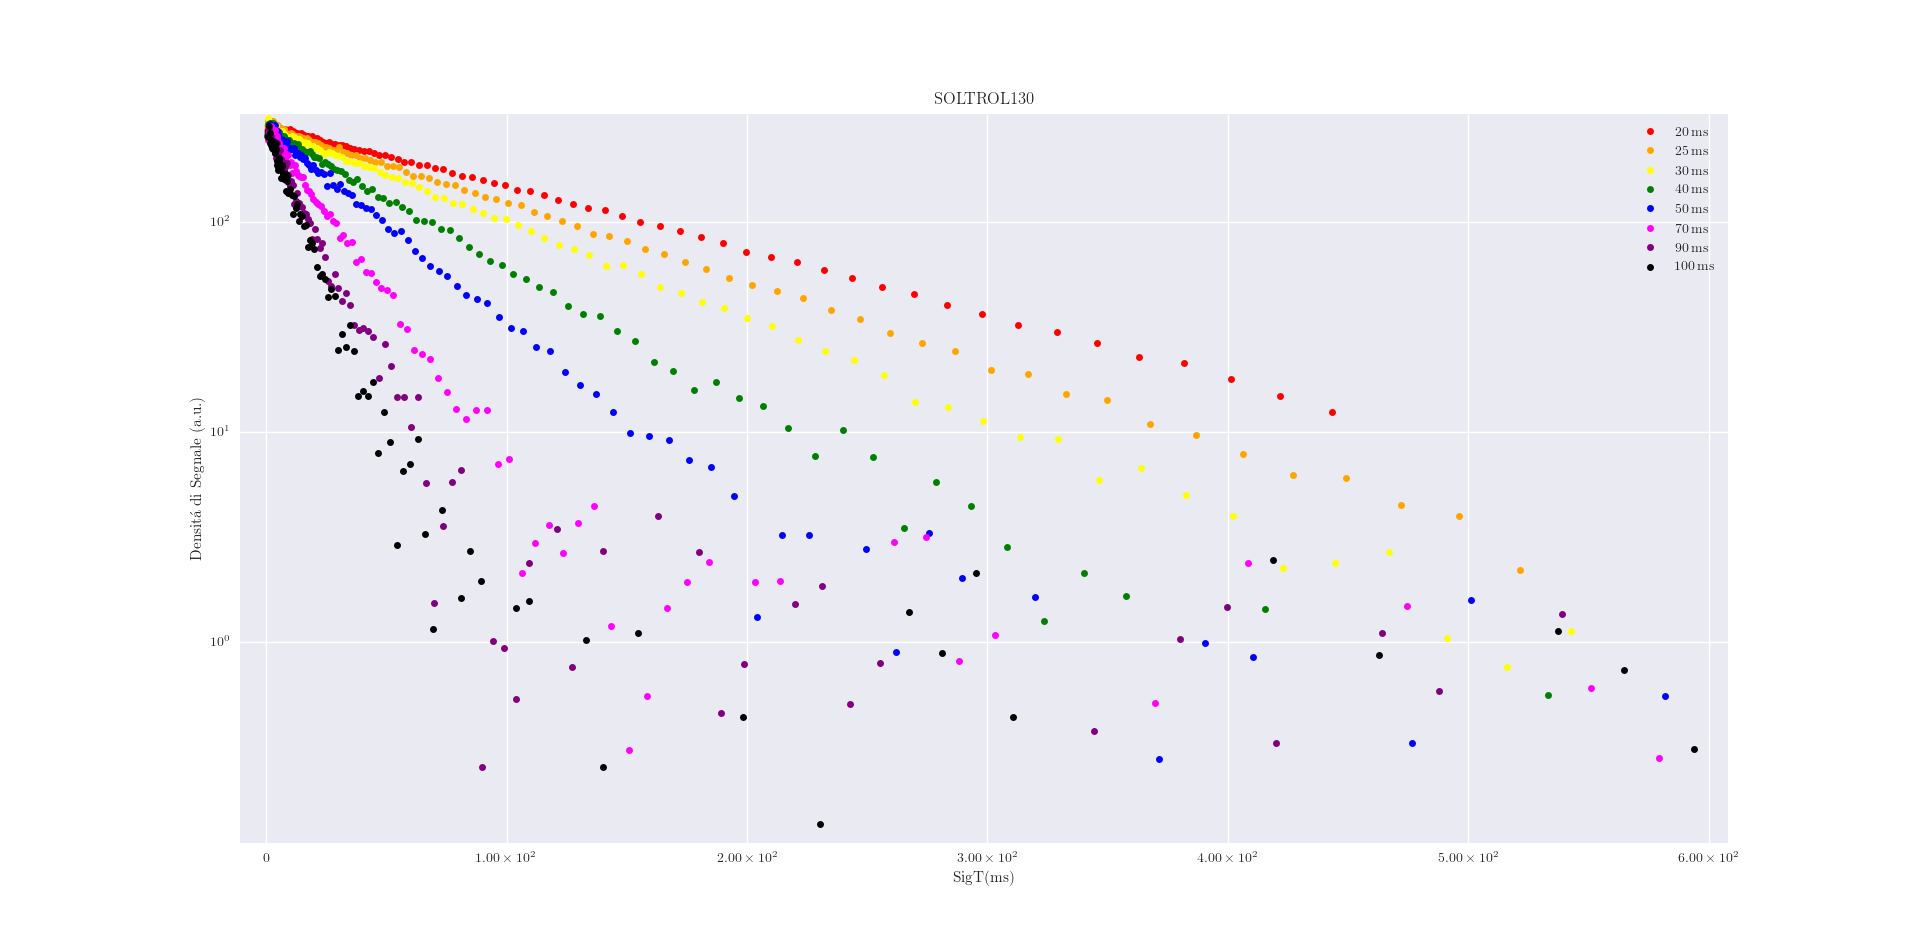 SOLTROL130
20 ms
25 ms
30 ms
40 ms
50 ms
70 ms
90 ms
100 ms
Densitá di Segnale (a.u.)
10²
10¹
10⁰
0
1.00 × 10²
2.00 × 10²
3.00 × 10²
4.00 × 10²
5.00 × 10²
6.00 × 10²
SigT(ms)